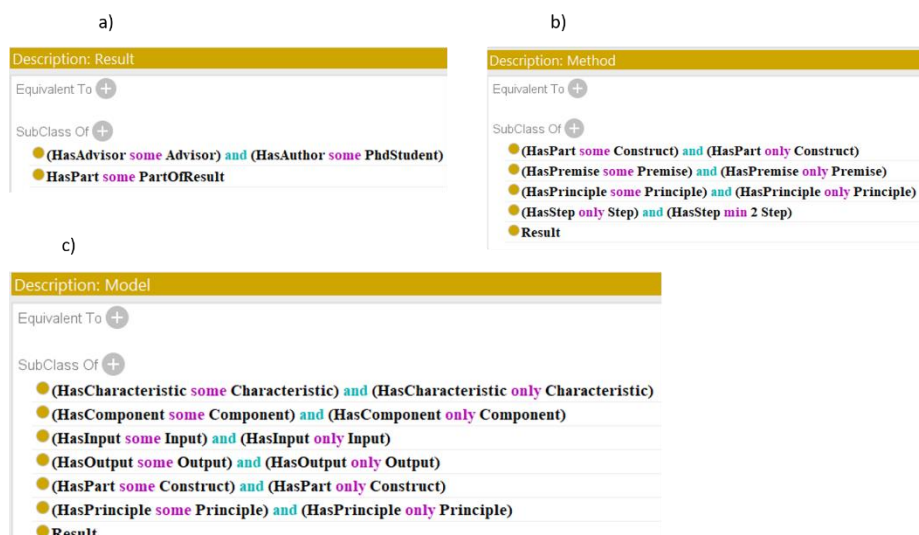 a)
Description: Result
Equivalent To
SubClass Of
(HasAdvisor some Advisor) and (HasAuthor some PhdStudent)
HasPart some PartOfResult
b)
Description: Method
Equivalent To
SubClass Of
(HasPart some Construct) and (HasPart only Construct)
(HasPremise some Premise) and (HasPremise only Premise)
(HasPrinciple some Principle) and (HasPrinciple only Principle)
(HasStep only Step) and (HasStep min 2 Step)
Result
c)
Description: Model
Equivalent To
SubClass Of
(HasCharacteristic some Characteristic) and (HasCharacteristic only Characteristic)
(HasComponent some Component) and (HasComponent only Component)
(HasInput some Input) and (HasInput only Input)
(HasOutput some Output) and (HasOutput only Output)
(HasPart some Construct) and (HasPart only Construct)
(HasPrinciple some Principle) and (HasPrinciple only Principle)
Result